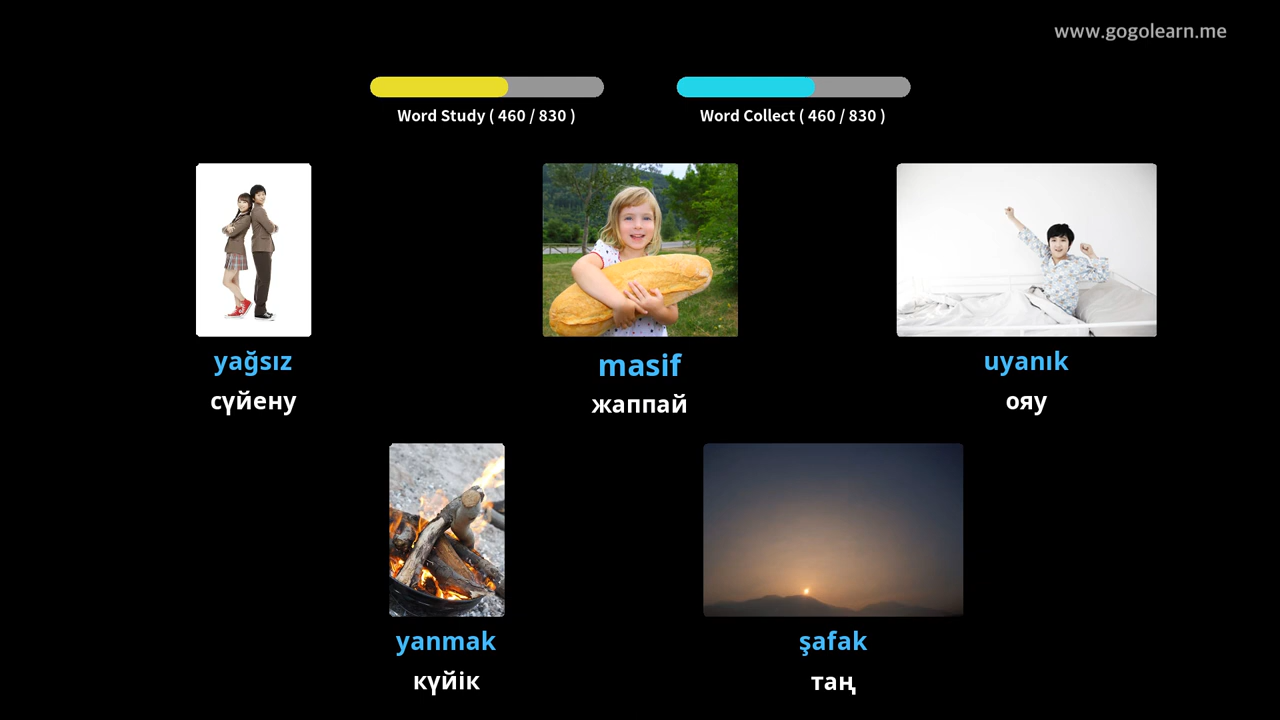 www.gogolearn.me
Word Study ( 460 / 830 )
Word Collect ( 460 / 830 )
yağsız
сүйену
masif
жаппай
uyanık
ояу
yanmak
күйік
şafak
таң